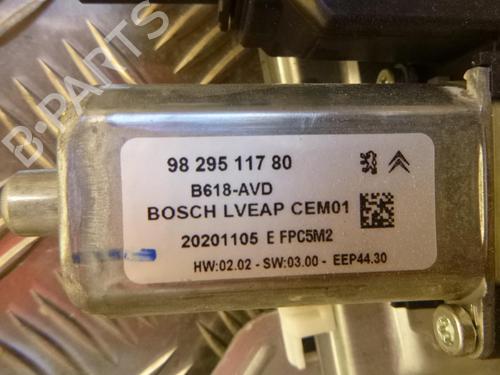 B-PARTS
98 295 117 80
B618-AVD
BOSCH LVEAP CEM01
20201105 E FPC5M2
HW:02.02 - SW:03.00 - EEP44.30